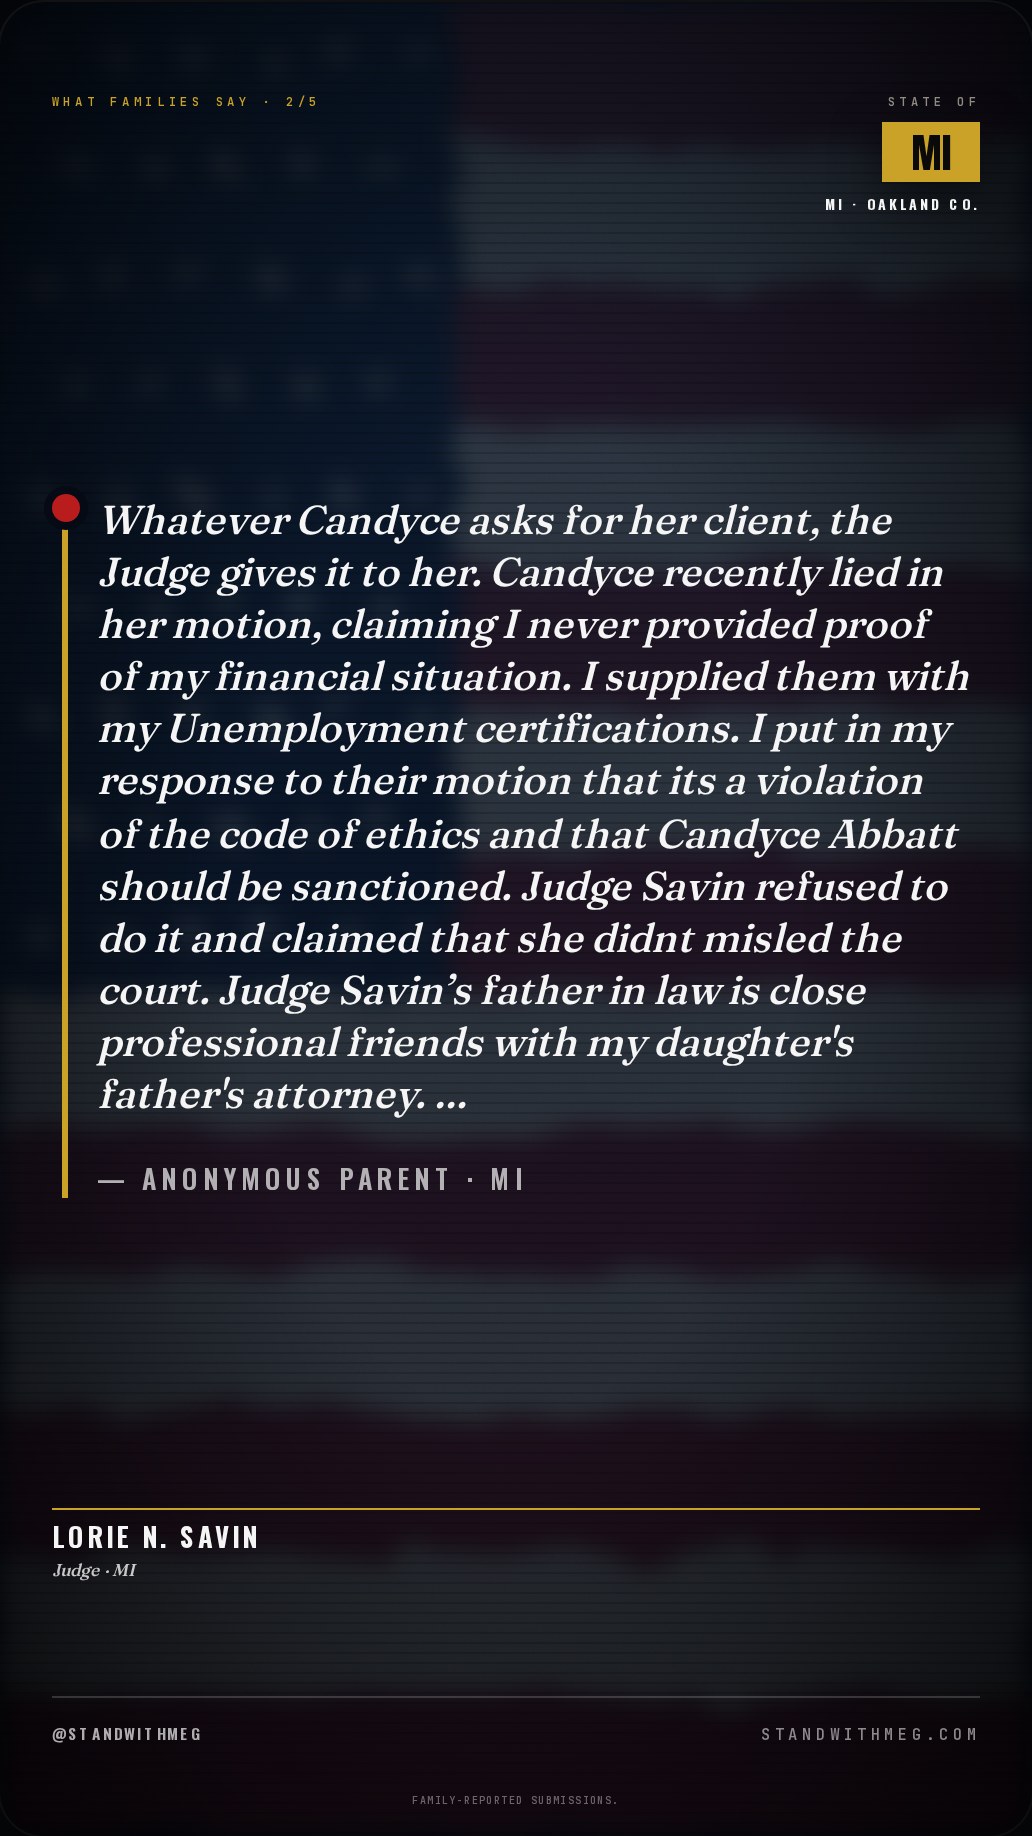 WHAT FAMILIES SAY · 2/5
STATE OF
MI
MI · OAKLAND CO.
Whatever Candyce asks for her client, the
Judge gives it to her. Candyce recently lied in
her motion, claiming I never provided proof
of my financial situation. I supplied them with
my Unemployment certifications. I put in my
response to their motion that its a violation
of the code of ethics and that Candyce Abbatt
should be sanctioned. Judge Savin refused to
do it and claimed that she didnt misled the
court. Judge Savin’s father in law is close
professional friends with my daughter's
father's attorney. ...
— ANONYMOUS PARENT · MI
LORIE N. SAVIN
Judge · MI
@STANDWITHMEG
STANDWITHMEG.COM
FAMILY-REPORTED SUBMISSIONS.